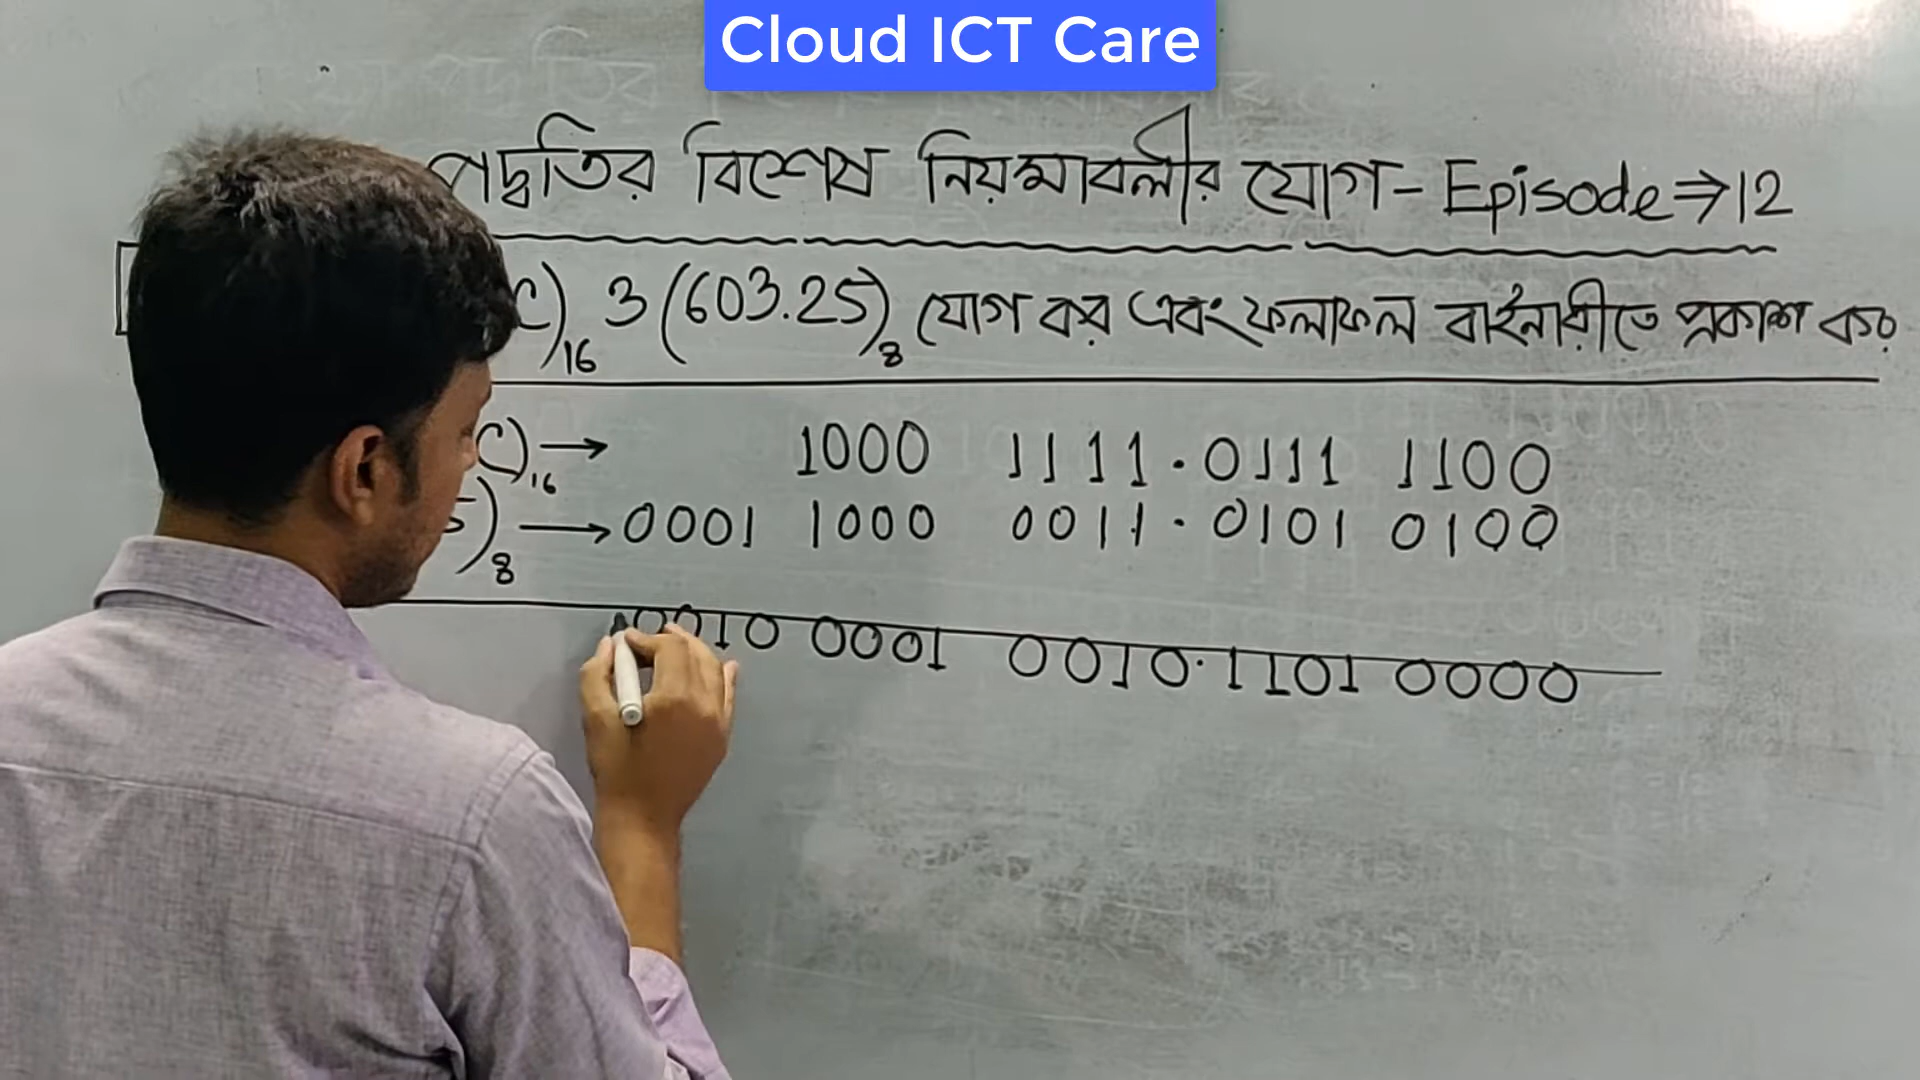 Cloud ICT Care
পদ্ধতির বিশেষ নিয়মাবলীর যোগ - Episode ⇒ 12
C)16 ও (603.25)8 যোগ কর এবং ফলাফল বাইনারীতে প্রকাশ কর
C)16 → 1000 1111 . 0111 1100
5)8 → 0001 1000 0011 . 0101 0100
0010 0001 0010 . 1101 0000